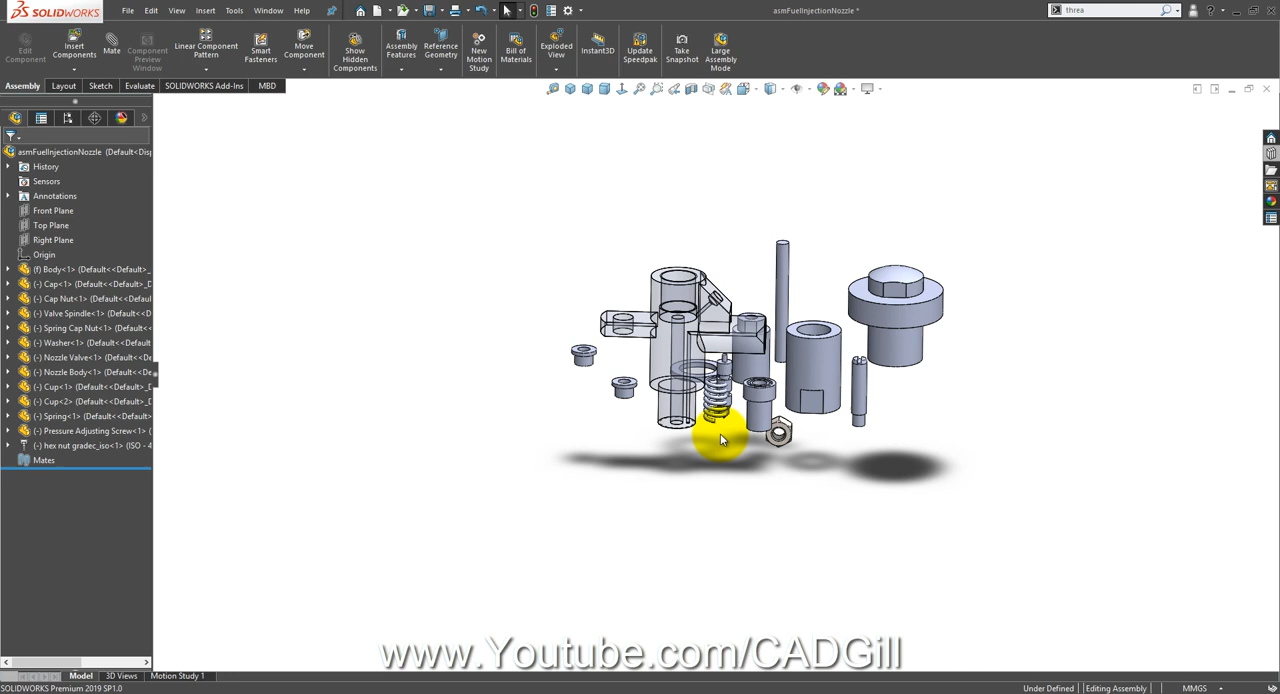 SOLIDWORKS File Edit View Insert Tools Window Help asmFuelInjectionNozzle * threa
Edit Component
Insert Components
Mate
Component Preview Window
Linear Component Pattern
Smart Fasteners
Move Component
Show Hidden Components
Assembly Features
Reference Geometry
New Motion Study
Bill of Materials
Exploded View
Instant3D
Update Speedpak
Take Snapshot
Large Assembly Mode
Assembly Layout Sketch Evaluate SOLIDWORKS Add-Ins MBD
asmFuelInjectionNozzle (Default<Disp
History
Sensors
Annotations
Front Plane
Top Plane
Right Plane
Origin
(f) Body<1> (Default<<Default>_
(-) Cap<1> (Default<<Default>_D
(-) Cap Nut<1> (Default<<Defaul
(-) Valve Spindle<1> (Default<<D
(-) Spring Cap Nut<1> (Default<
(-) Washer<1> (Default<<Default
(-) Nozzle Valve<1> (Default<<De
(-) Nozzle Body<1> (Default<<De
(-) Cup<1> (Default<<Default>_D
(-) Cup<2> (Default<<Default>_D
(-) Spring<1> (Default<<Default>
(-) Pressure Adjusting Screw<1> (
(-) hex nut gradec_iso<1> (ISO - 4
Mates
www.Youtube.com/CADGill
Model 3D Views Motion Study 1
SOLIDWORKS Premium 2019 SP1.0 Under Defined Editing Assembly MMGS